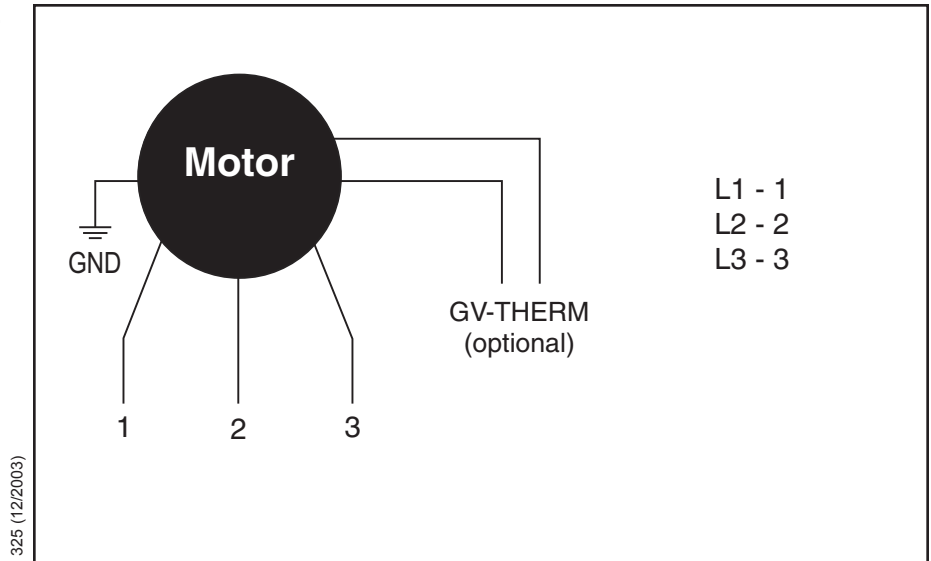 Motor
GND
1
2
3
GV-THERM
(optional)
L1 - 1
L2 - 2
L3 - 3
325 (12/2003)